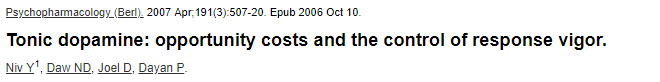 Psychopharmacology (Berl). 2007 Apr;191(3):507-20. Epub 2006 Oct 10.
Tonic dopamine: opportunity costs and the control of response vigor.
Niv Y1, Daw ND, Joel D, Dayan P.